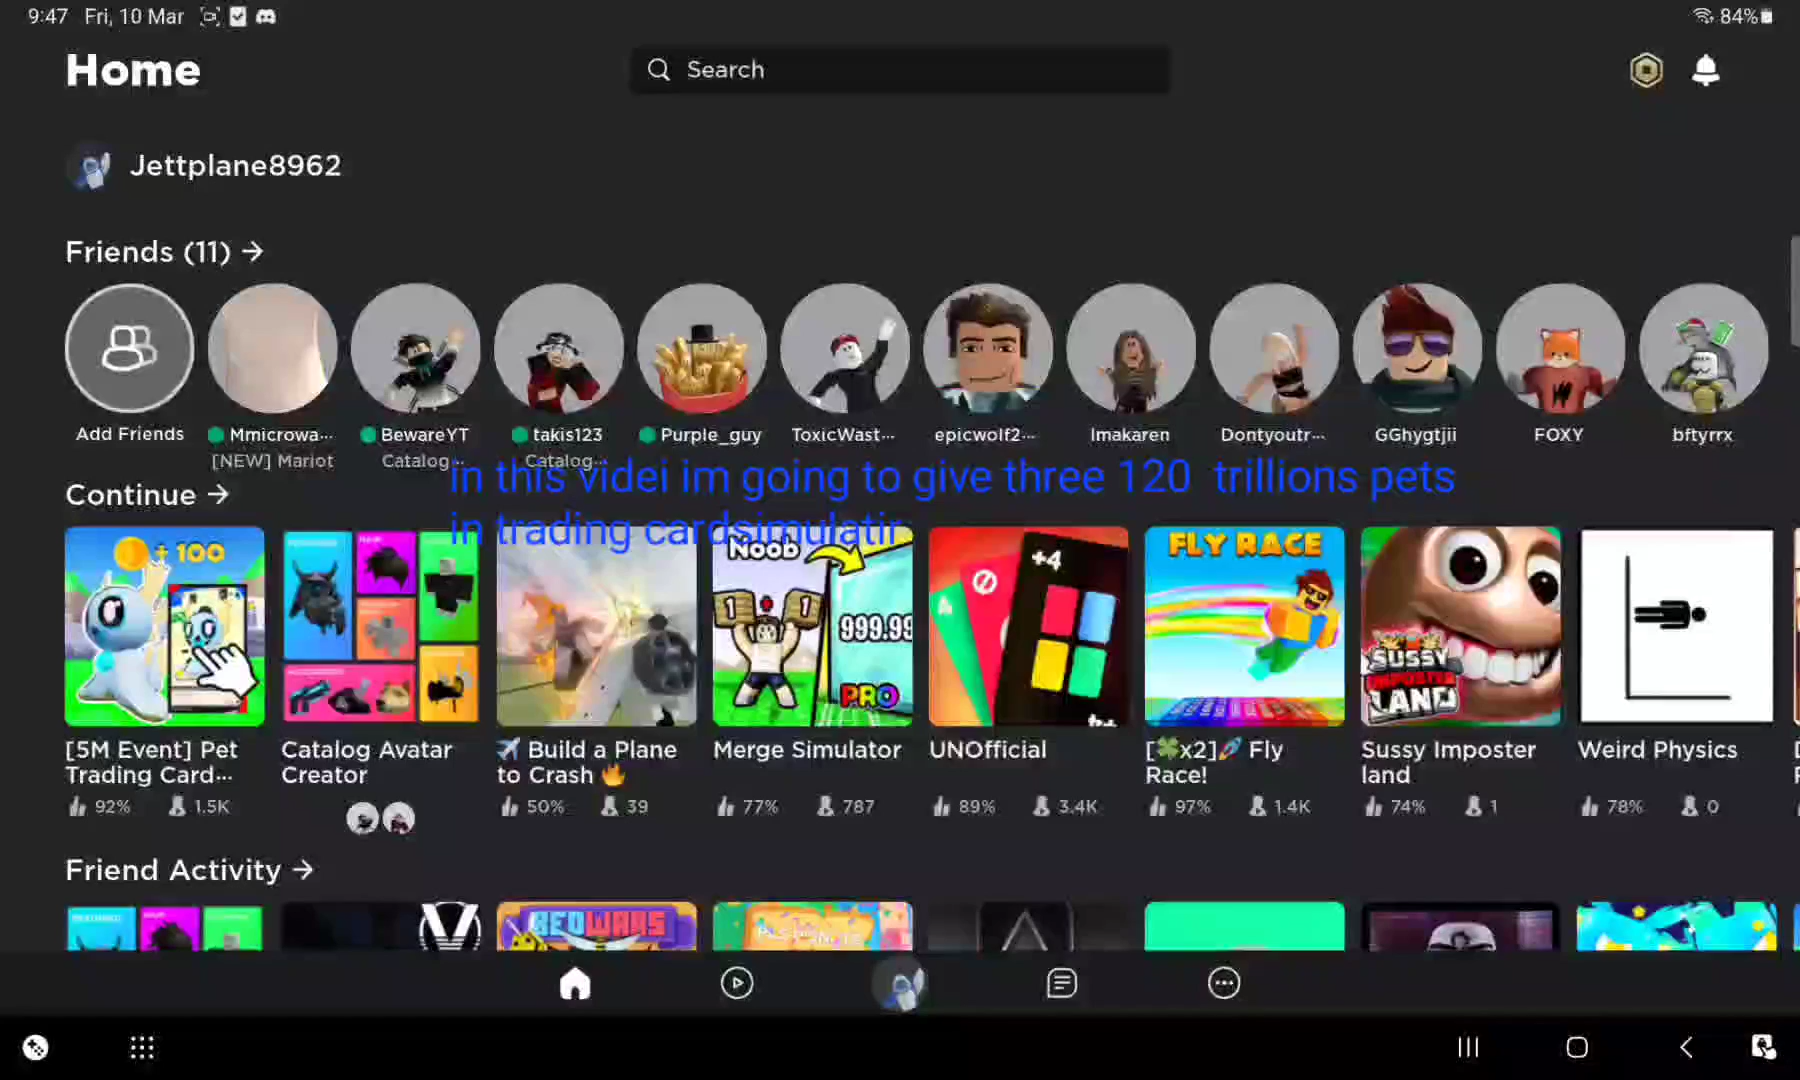 9:47 Fri, 10 Mar 84%
Home
Search
Jettplane8962
Friends (11)
Add Friends
Mmicrowa...
[NEW] Mariot
BewareYT
Catalog...
takis123
Catalog...
Purple_guy
ToxicWast...
epicwolf2...
Imakaren
Dontyoutr...
GGhygtjii
FOXY
bftyrrx
in this videi im going to give three 120 trillions pets
in trading cardsimulatir
Continue
+ 100
Noob
1 1
999.99
PRO
+4
FLY RACE
SUSSY
IMPOSTER
LAND
[5M Event] Pet
Trading Card...
92% 1.5K
Catalog Avatar
Creator
✈️ Build a Plane
to Crash 🔥
50% 39
Merge Simulator
77% 787
UNOfficial
89% 3.4K
[🍀x2]🚀 Fly
Race!
97% 1.4K
Sussy Imposter
land
74% 1
Weird Physics
78% 0
Friend Activity
BEDWARS